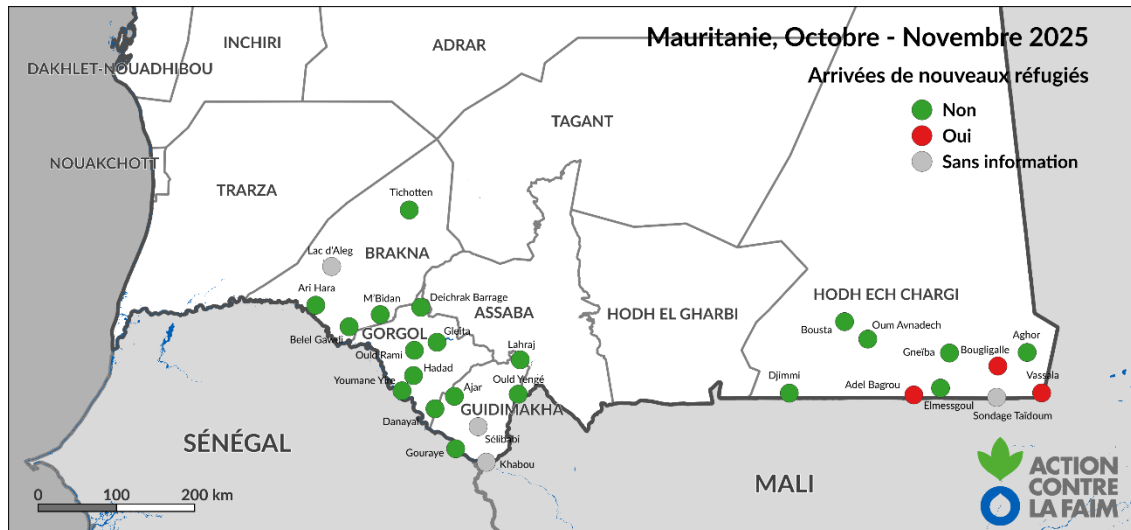 Mauritanie, Octobre - Novembre 2025
Arrivées de nouveaux réfugiés
Non
Oui
Sans information
INCHIRI
ADRAR
DAKHLET-NOUADHIBOU
TAGANT
NOUAKCHOTT
TRARZA
Tichotten
BRAKNA
Lac d'Aleg
Ari Hara
M'Bidan
Deichrak Barrage
ASSABA
HODH EL GHARBI
HODH ECH CHARGI
Belel Gawdi
GORGOL
Gleita
Ould Rami
Lahraj
Hadad
Youmane Yire
Ajar
Ould Yengé
GUIDIMAKHA
Danayal
Sélibabi
Gouraye
Khabou
Bousta
Oum Avnadech
Gneïba
Bougligalle
Aghor
Djimmi
Adel Bagrou
Elmessgoul
Vassala
Sondage Taïdoum
SÉNÉGAL
MALI
0 100 200 km
ACTION
CONTRE
LA FAIM